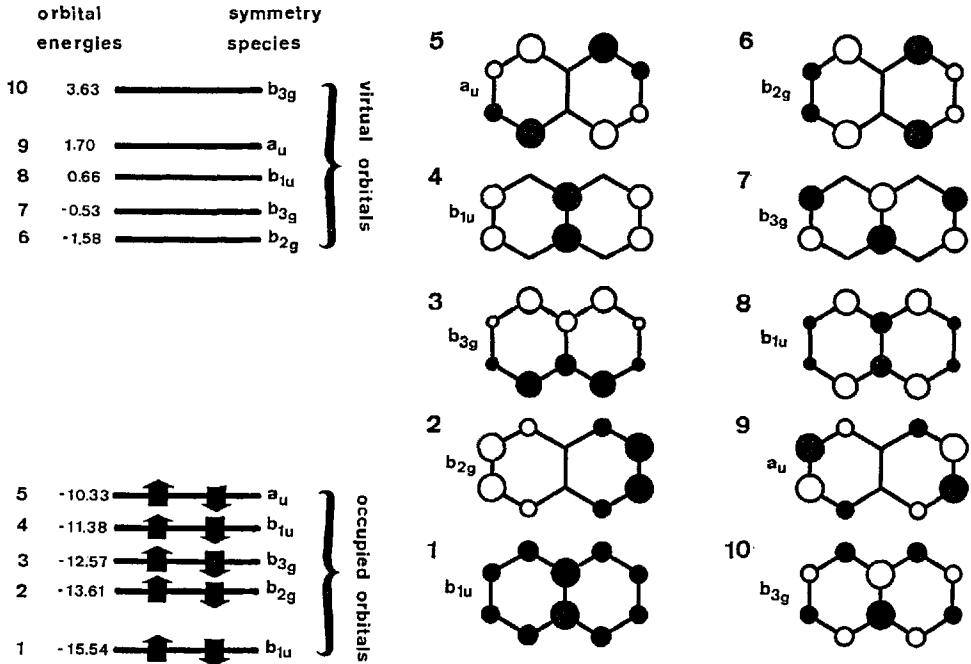 orbital energies
symmetry species
10 3.63 b3g
9 1.70 au
8 0.66 b1u
7 -0.53 b3g
6 -1.58 b2g
virtual orbitals
5 -10.33 au
4 -11.38 b1u
3 -12.57 b3g
2 -13.61 b2g
1 -15.54 b1u
occupied orbitals
5
au
4
b1u
3
b3g
2
b2g
1
b1u
6
b2g
7
b3g
8
b1u
9
au
10
b3g